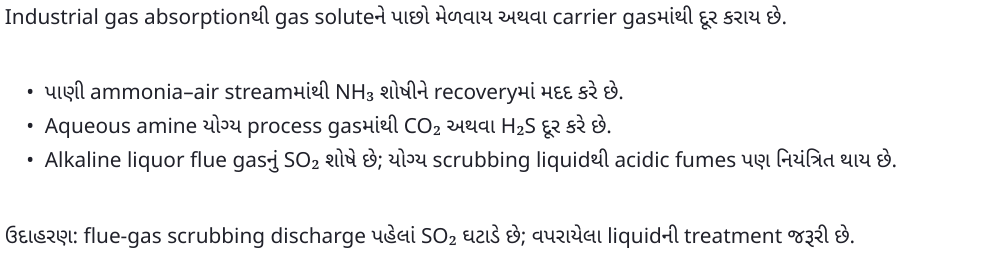 Industrial gas absorptionથી gas soluteને પાછો મેળવાય અથવા carrier gasમાંથી દૂર કરાય છે.
• પાણી ammonia–air streamમાંથી NH₃ શોષીને recoveryમાં મદદ કરે છે.
• Aqueous amine યોગ્ય process gasમાંથી CO₂ અથવા H₂S દૂર કરે છે.
• Alkaline liquor flue gasનું SO₂ શોષે છે; યોગ્ય scrubbing liquidથી acidic fumes પણ નિયંત્રિત થાય છે.
ઉદાહરણ: flue-gas scrubbing discharge પહેલાં SO₂ ઘટાડે છે; વપરાયેલા liquidની treatment જરૂરી છે.